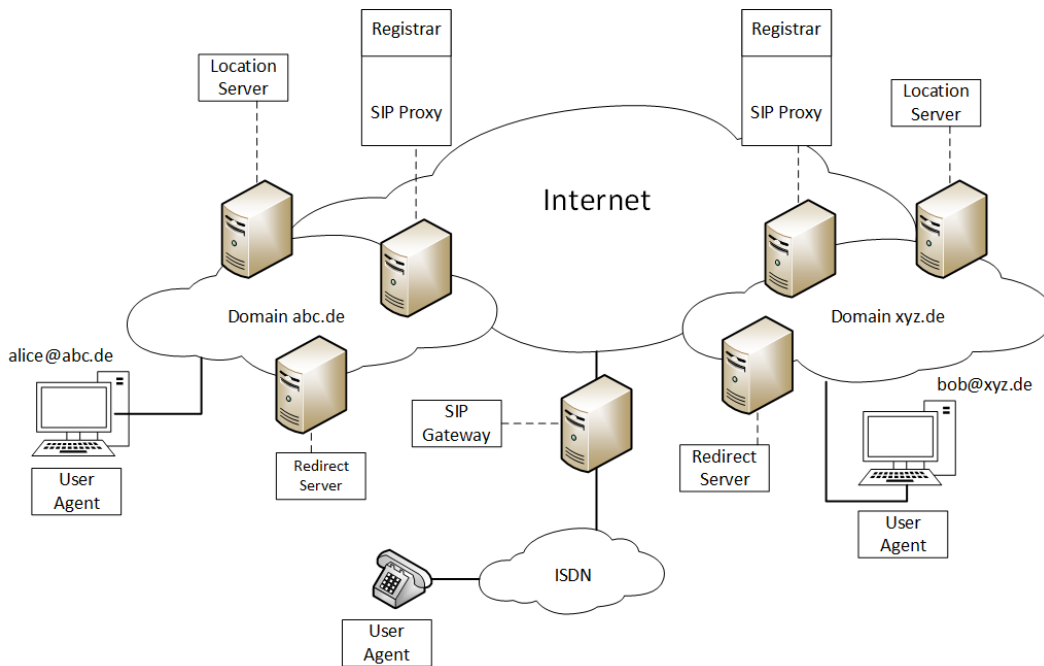 Registrar
SIP Proxy
Registrar
SIP Proxy
Location
Server
Location
Server
Internet
Domain abc.de
Domain xyz.de
alice@abc.de
bob@xyz.de
User
Agent
Redirect
Server
SIP
Gateway
Redirect
Server
User
Agent
ISDN
User
Agent